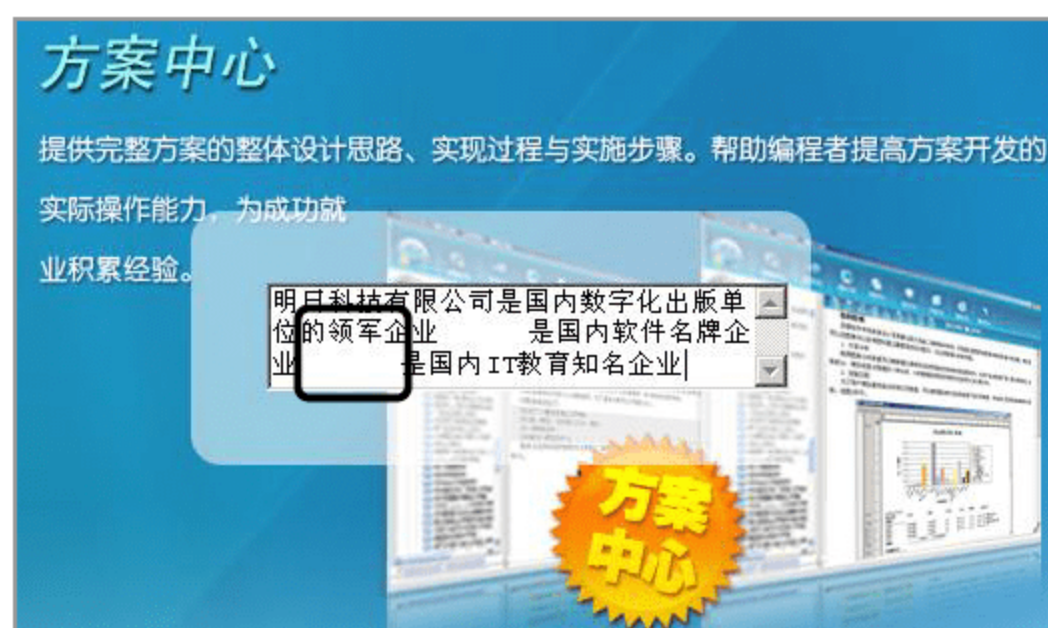 方案中心
提供完整方案的整体设计思路、实现过程与实施步骤。帮助编程者提高方案开发的
实际操作能力，为成功就
业积累经验。
明日科技有限公司是国内数字化出版单
位的领军企业 是国内软件名牌企
业 是国内IT教育知名企业
方案
中心